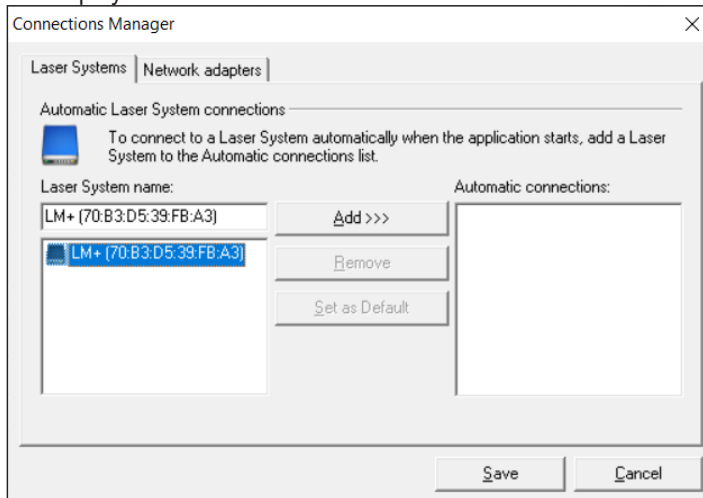 Connections Manager
Laser Systems
Network adapters
Automatic Laser System connections
To connect to a Laser System automatically when the application starts, add a Laser
System to the Automatic connections list.
Laser System name:
Automatic connections:
LM+ (70:B3:D5:39:FB:A3)
Add >>>
LM+ (70:B3:D5:39:FB:A3)
Remove
Set as Default
Save
Cancel